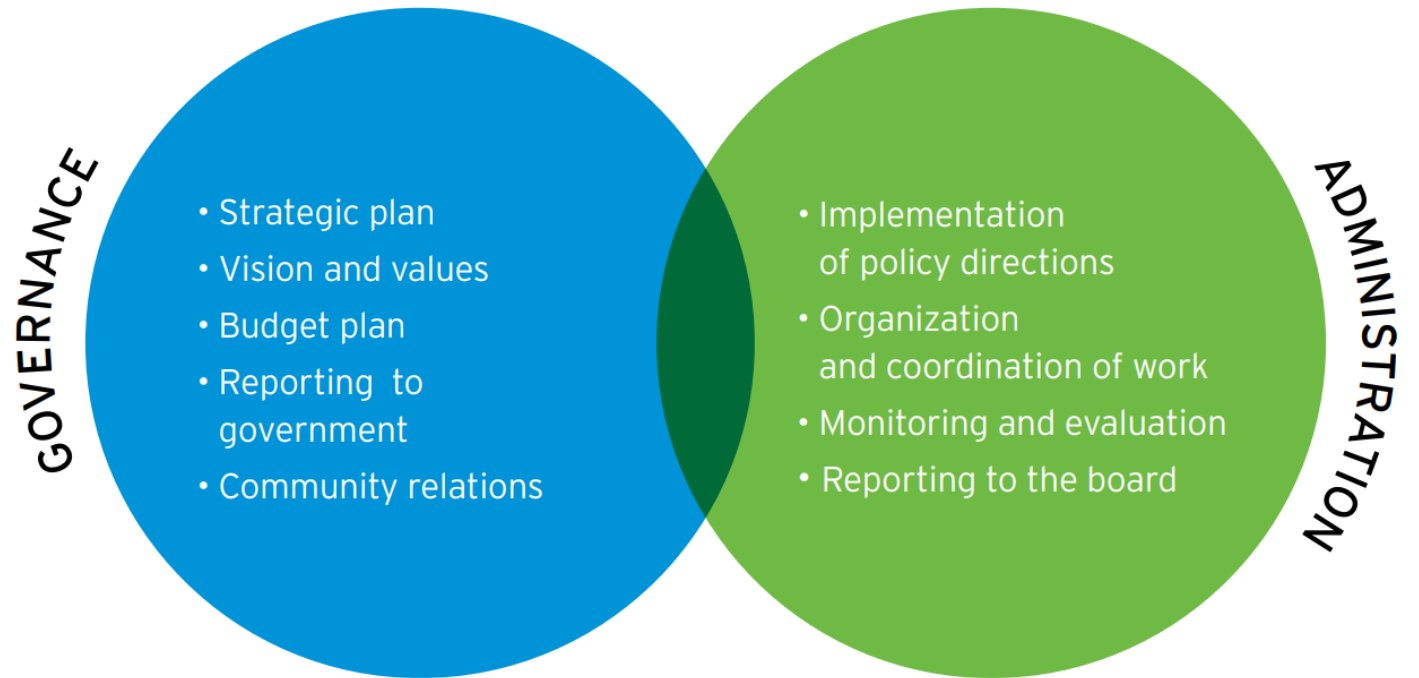 GOVERNANCE
• Strategic plan
• Vision and values
• Budget plan
• Reporting to
government
• Community relations
ADMINISTRATION
• Implementation
of policy directions
• Organization
and coordination of work
• Monitoring and evaluation
• Reporting to the board